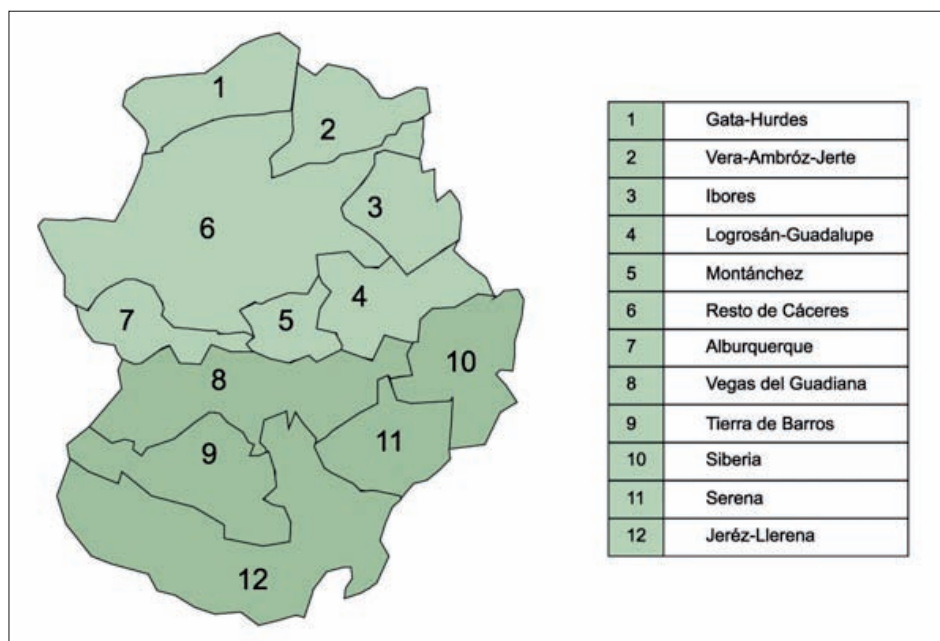 1
2
3
6
4
5
7
10
8
11
9
12
1 Gata-Hurdes
2 Vera-Ambróz-Jerte
3 Ibores
4 Logrosán-Guadalupe
5 Montánchez
6 Resto de Cáceres
7 Alburquerque
8 Vegas del Guadiana
9 Tierra de Barros
10 Siberia
11 Serena
12 Jeréz-Llerena